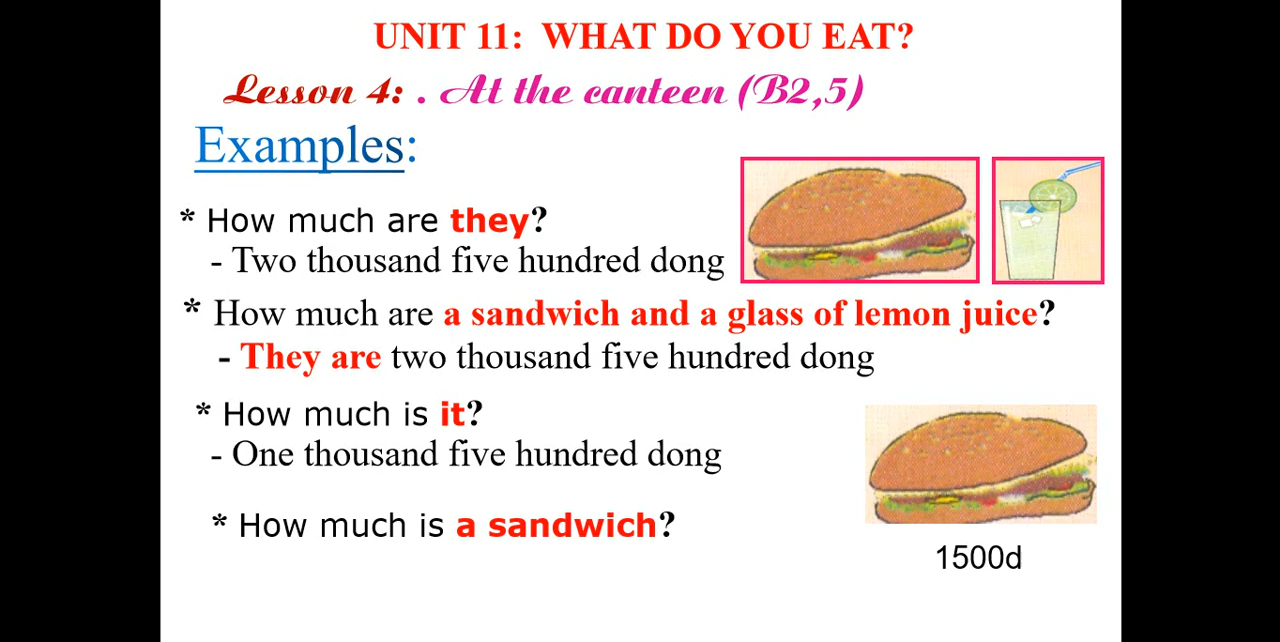 UNIT 11: WHAT DO YOU EAT?
Lesson 4: . At the canteen (B2,5)
Examples:
* How much are they?
- Two thousand five hundred dong
* How much are a sandwich and a glass of lemon juice?
- They are two thousand five hundred dong
* How much is it?
- One thousand five hundred dong
* How much is a sandwich?
1500d